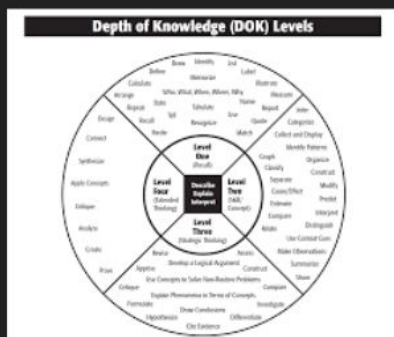 Depth of Knowledge (DOK) Levels
Draw
Identify
List
Define
Label
Memorize
Calculate
Illustrate
Who, What, When, Where, Why
Arrange
Measure
Name
State
Repeat
Tabulate
Report
Tell
Use
Recall
Quote
Recognize
Recite
Match
Infer
Categorize
Collect and Display
Identify Patterns
Graph
Organize
Classify
Construct
Separate
Modify
Cause/Effect
Predict
Estimate
Interpret
Compare
Distinguish
Relate
Use Context Cues
Make Observations
Summarize
Show
Design
Connect
Synthesize
Apply Concepts
Critique
Analyze
Create
Prove
Level
One
(Recall)
Level
Two
(Skill/
Concept)
Level
Three
(Strategic Thinking)
Level
Four
(Extended
Thinking)
Describe
Explain
Interpret
Revise
Assess
Develop a Logical Argument
Apprise
Construct
Use Concepts to Solve Non-Routine Problems
Critique
Compare
Explain Phenomena in Terms of Concepts
Formulate
Investigate
Draw Conclusions
Hypothesize
Differentiate
Cite Evidence